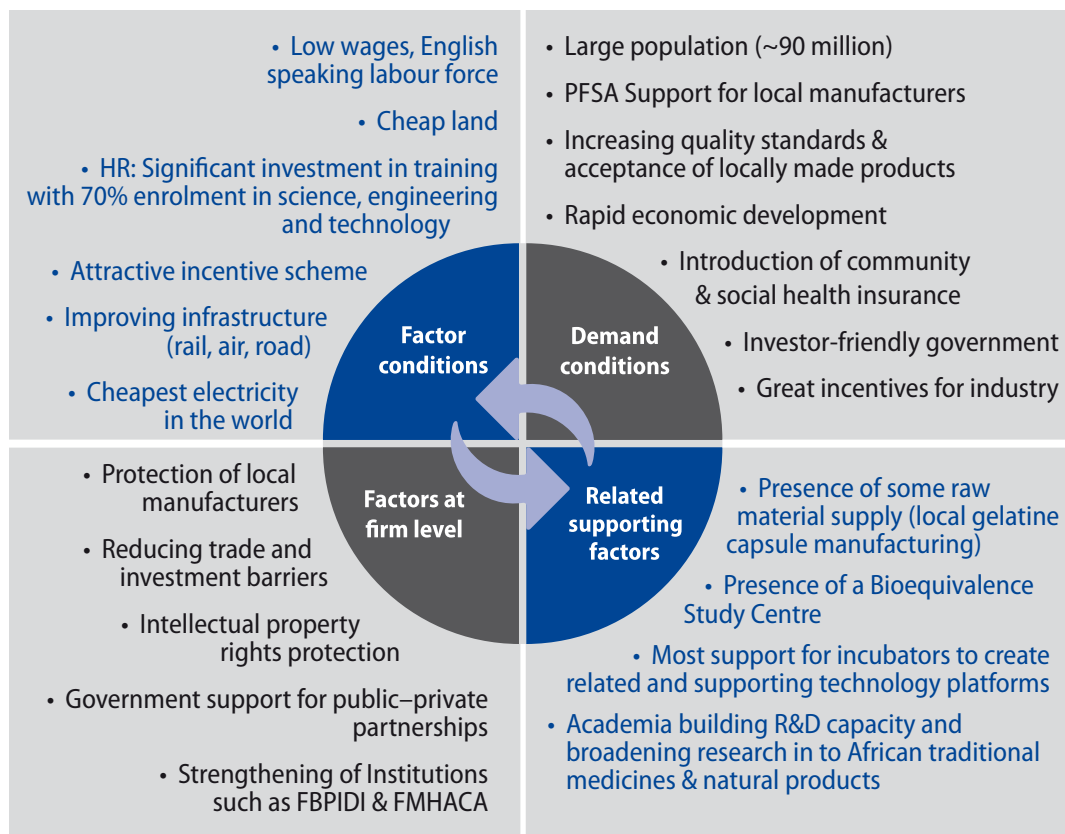 • Low wages, English
speaking labour force
• Cheap land
• HR: Significant investment in training
with 70% enrolment in science, engineering
and technology
• Attractive incentive scheme
• Improving infrastructure
(rail, air, road)
• Cheapest electricity
in the world
Factor
conditions
• Large population (~90 million)
• PFSA Support for local manufacturers
• Increasing quality standards &
acceptance of locally made products
• Rapid economic development
• Introduction of community
& social health insurance
• Investor-friendly government
• Great incentives for industry
Demand
conditions
• Protection of local
manufacturers
• Reducing trade and
investment barriers
• Intellectual property
rights protection
• Government support for public–private
partnerships
• Strengthening of Institutions
such as FBPIDI & FMHACA
Factors at
firm level
Related
supporting
factors
• Presence of some raw
material supply (local gelatine
capsule manufacturing)
• Presence of a Bioequivalence
Study Centre
• Most support for incubators to create
related and supporting technology platforms
• Academia building R&D capacity and
broadening research in to African traditional
medicines & natural products